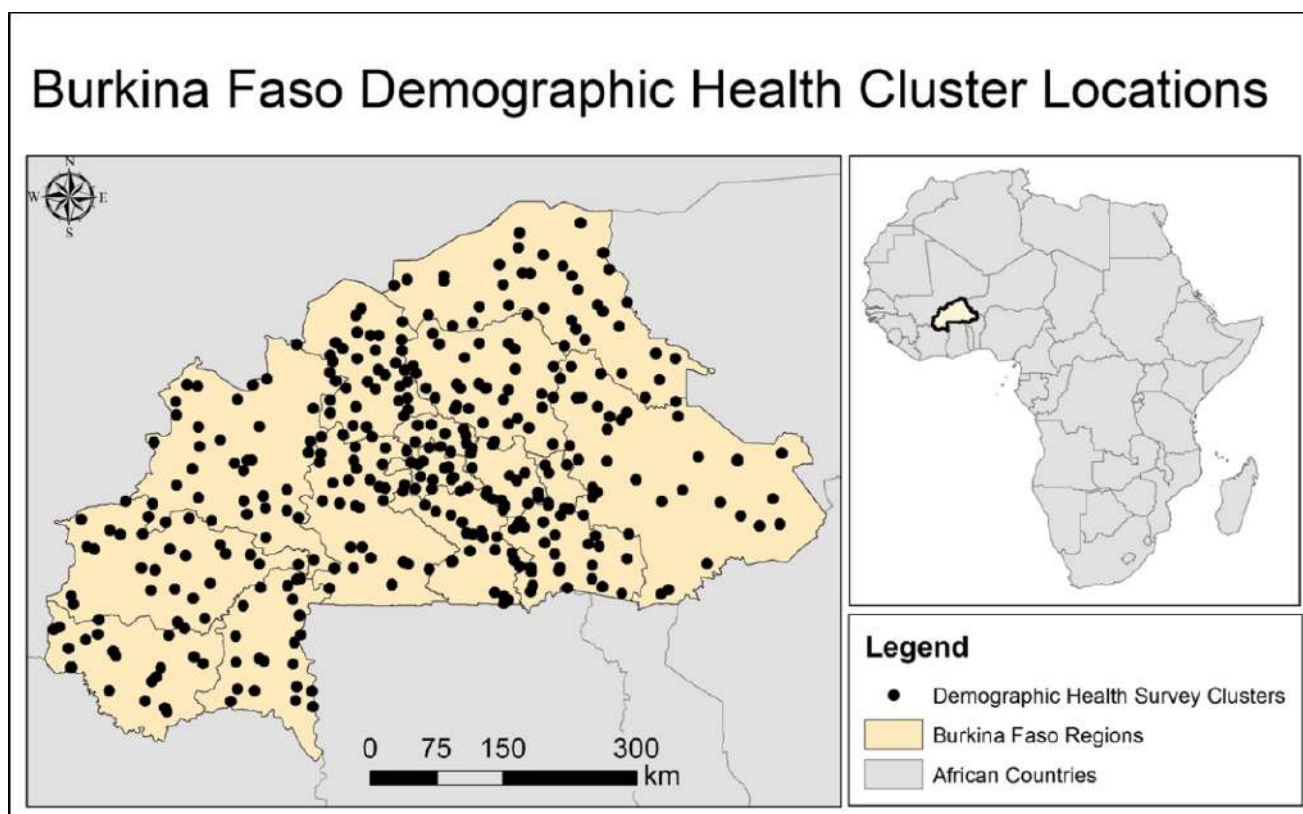 Burkina Faso Demographic Health Cluster Locations
N
W E
S
0 75 150 300
km
Legend
Demographic Health Survey Clusters
Burkina Faso Regions
African Countries